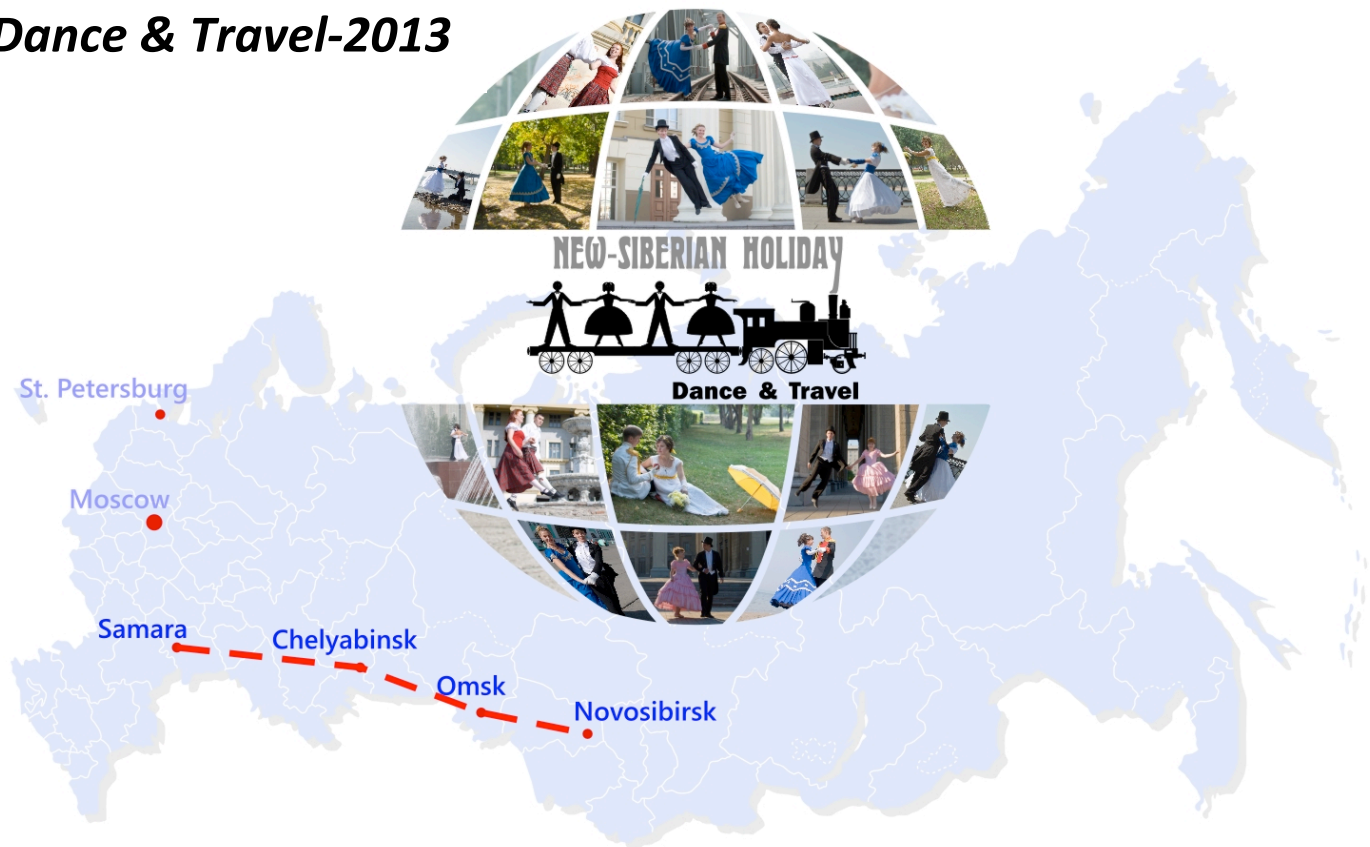 Dance & Travel-2013
NEW-SIBERIAN HOLIDAY
Dance & Travel
St. Petersburg
Moscow
Samara
Chelyabinsk
Omsk
Novosibirsk